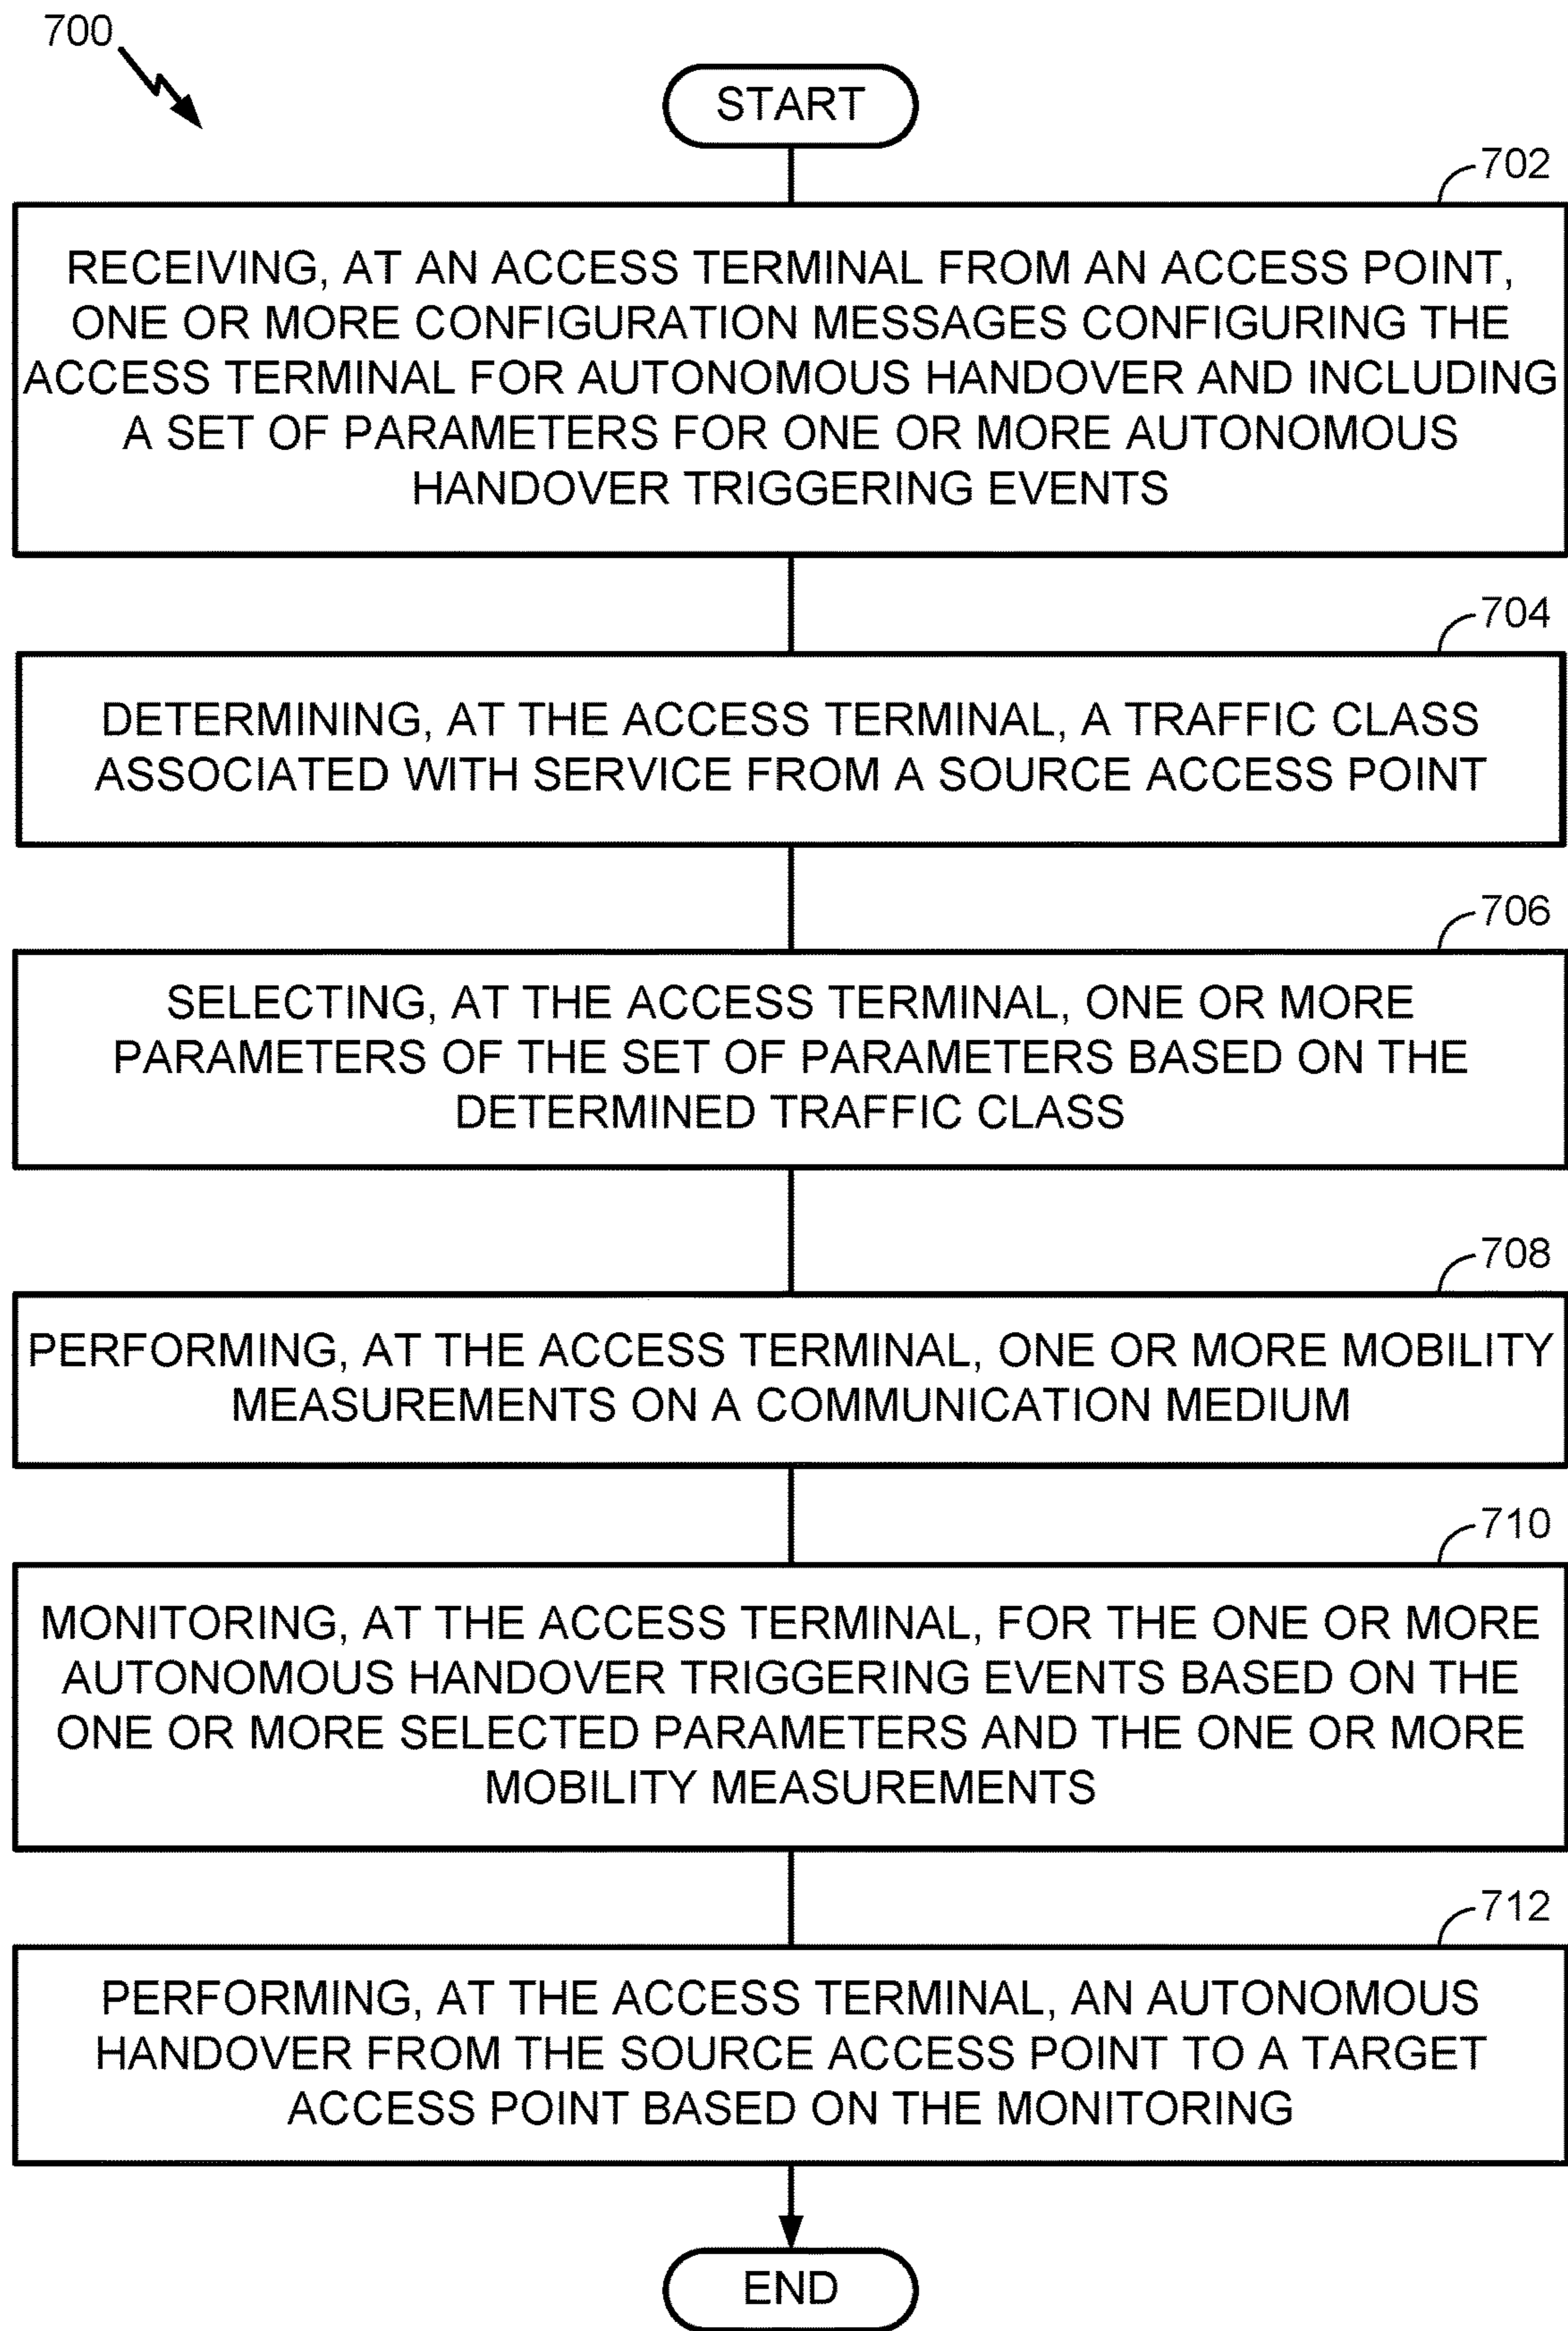 700
START
702
RECEIVING, AT AN ACCESS TERMINAL FROM AN ACCESS POINT,
ONE OR MORE CONFIGURATION MESSAGES CONFIGURING THE
ACCESS TERMINAL FOR AUTONOMOUS HANDOVER AND INCLUDING
A SET OF PARAMETERS FOR ONE OR MORE AUTONOMOUS
HANDOVER TRIGGERING EVENTS
704
DETERMINING, AT THE ACCESS TERMINAL, A TRAFFIC CLASS
ASSOCIATED WITH SERVICE FROM A SOURCE ACCESS POINT
706
SELECTING, AT THE ACCESS TERMINAL, ONE OR MORE
PARAMETERS OF THE SET OF PARAMETERS BASED ON THE
DETERMINED TRAFFIC CLASS
708
PERFORMING, AT THE ACCESS TERMINAL, ONE OR MORE MOBILITY
MEASUREMENTS ON A COMMUNICATION MEDIUM
710
MONITORING, AT THE ACCESS TERMINAL, FOR THE ONE OR MORE
AUTONOMOUS HANDOVER TRIGGERING EVENTS BASED ON THE
ONE OR MORE SELECTED PARAMETERS AND THE ONE OR MORE
MOBILITY MEASUREMENTS
712
PERFORMING, AT THE ACCESS TERMINAL, AN AUTONOMOUS
HANDOVER FROM THE SOURCE ACCESS POINT TO A TARGET
ACCESS POINT BASED ON THE MONITORING
END